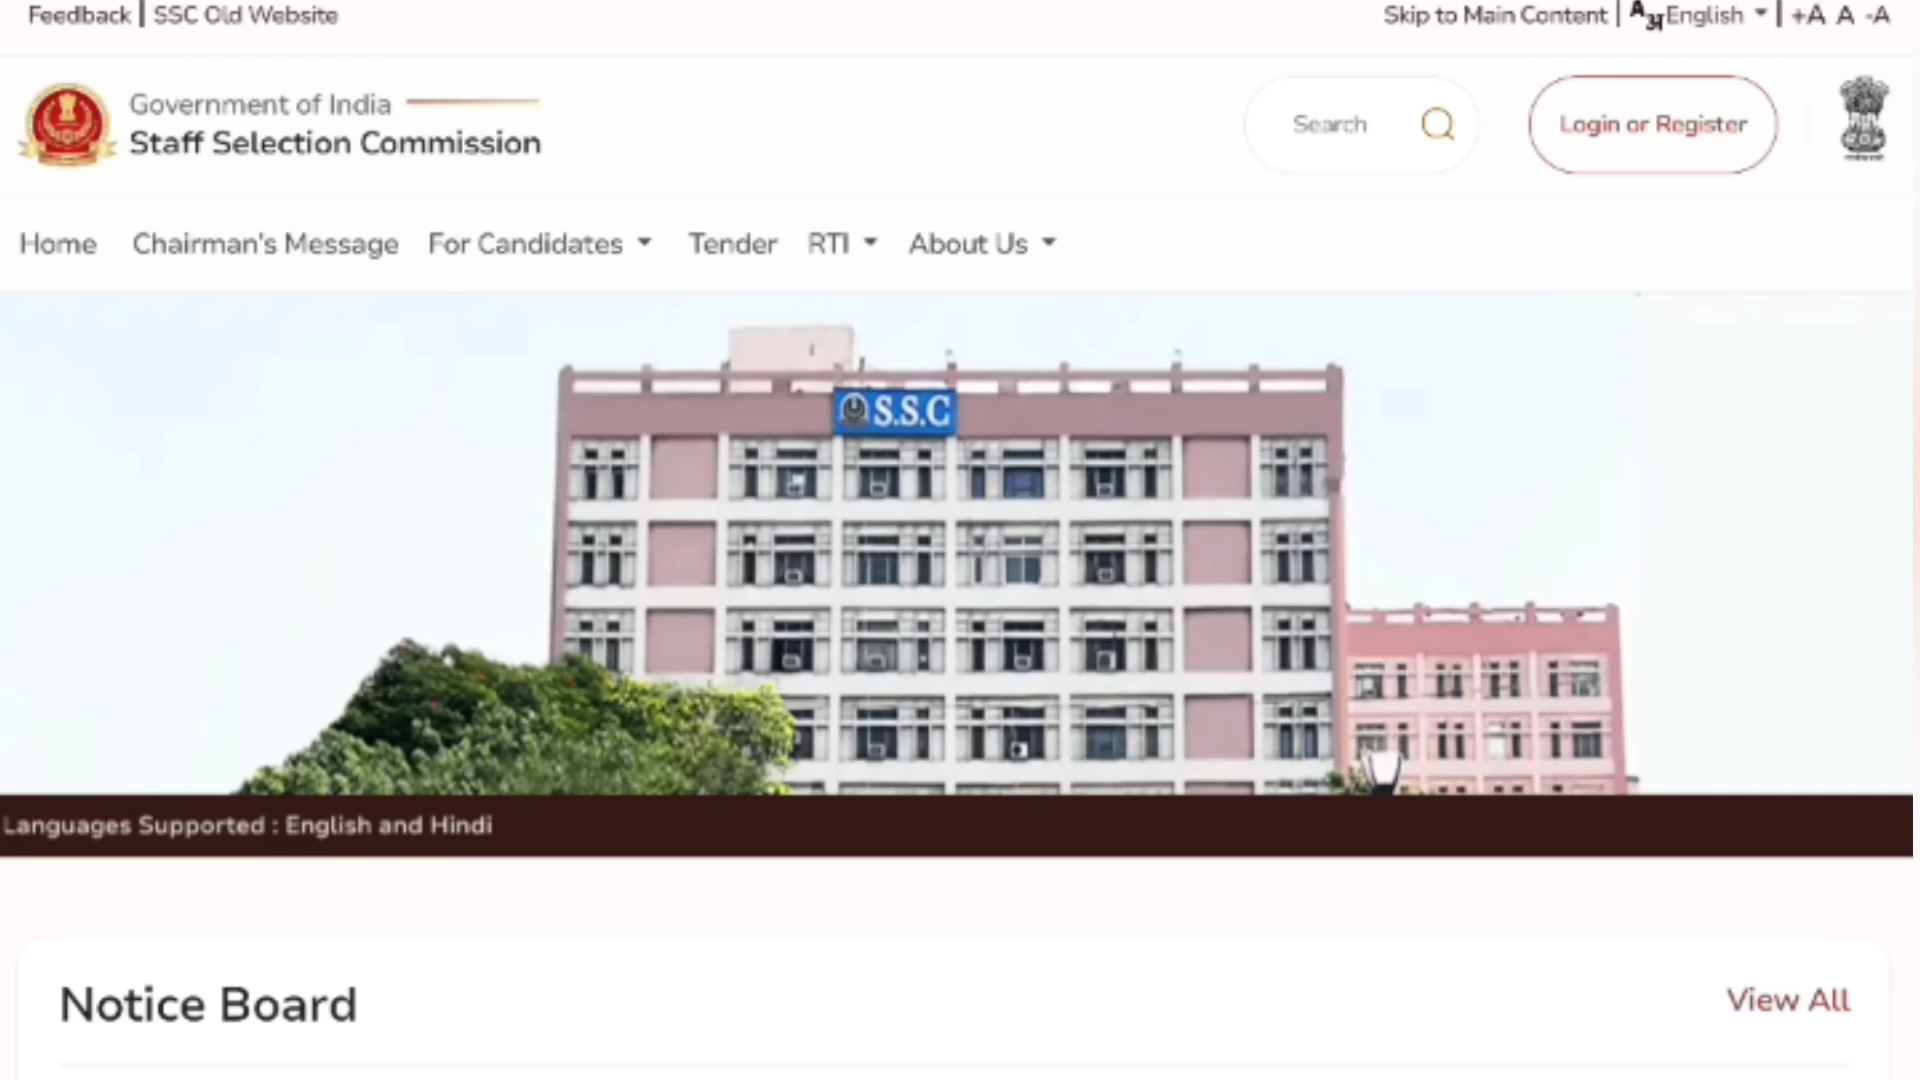 Feedback | SSC Old Website
Skip to Main Content | A अ English | +A A -A
Government of India
Staff Selection Commission
Search
Login or Register
Home Chairman's Message For Candidates Tender RTI About Us
S.S.C
Languages Supported : English and Hindi
Notice Board
View All